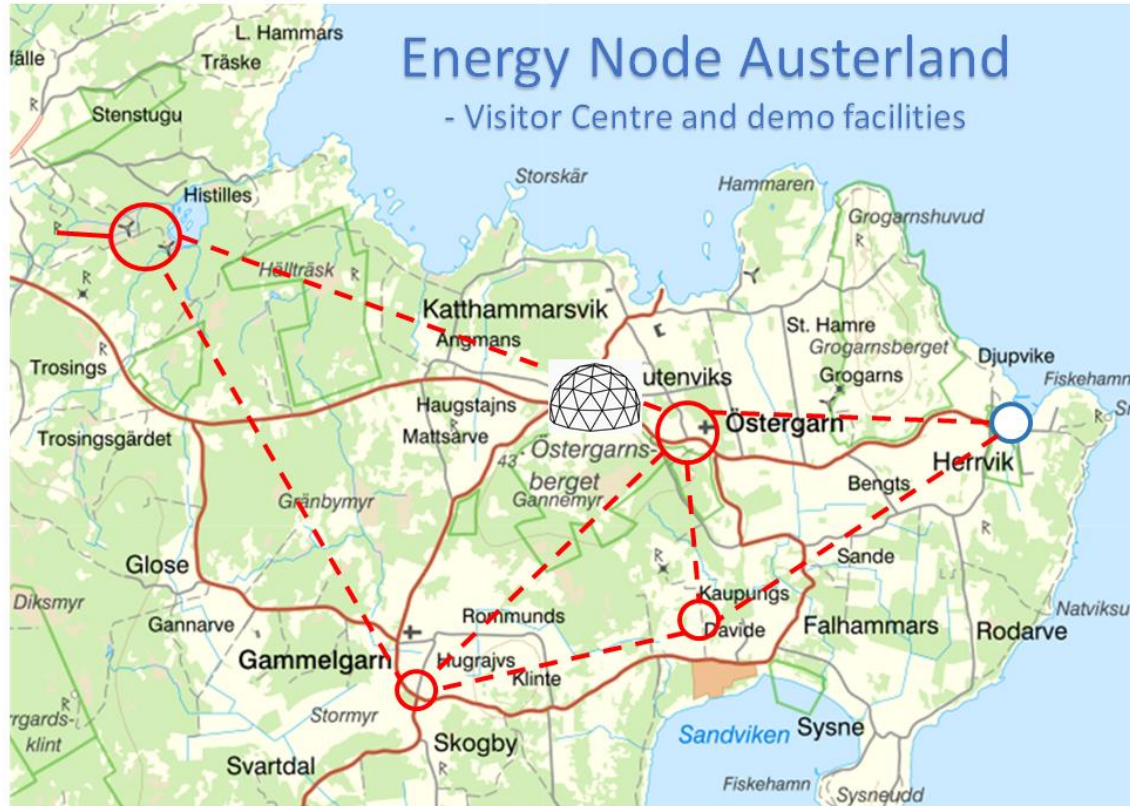 Energy Node Austerland
- Visitor Centre and demo facilities
L. Hammars
fälle
Träske
R
Stenstugu
Storskär
Hammaren
Histilles
Grogarnshuvud
R
R
R
Hällträsk
R
Katthammarsvik
St. Hamre
Angmans
Grogarnsberget
Djupvike
R
Trosings
utenviks
Grogarns
Fiskehamn
Haugstajns
Östergarn
Trosingsgärdet
Mattsarve
43
- Östergarns-
berget
Herrvik
Gränbymyr
Gannemyr
Bengts
R
Glose
R
Sande
Kaupungs
Diksmyr
Rommunds
Natviksu
Gannarve
Davide
Falhammars
Rodarve
Gammelgarn
Hugrajvs
Klinte
R
Stormyr
rrgards-
klint
Skogby
Sandviken
Sysne
Svartdal
Fiskehamn
Sysneudd